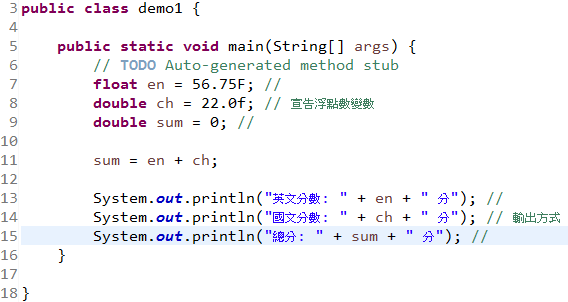 3 public class demo1 {
4
5     public static void main(String[] args) {
6         // TODO Auto-generated method stub
7         float en = 56.75F; //
8         double ch = 22.0f; // 宣告浮點數變數
9         double sum = 0; //
10
11         sum = en + ch;
12
13         System.out.println("英文分數: " + en + " 分"); //
14         System.out.println("國文分數: " + ch + " 分"); // 輸出方式
15         System.out.println("總分: " + sum + " 分"); //
16     }
17
18 }